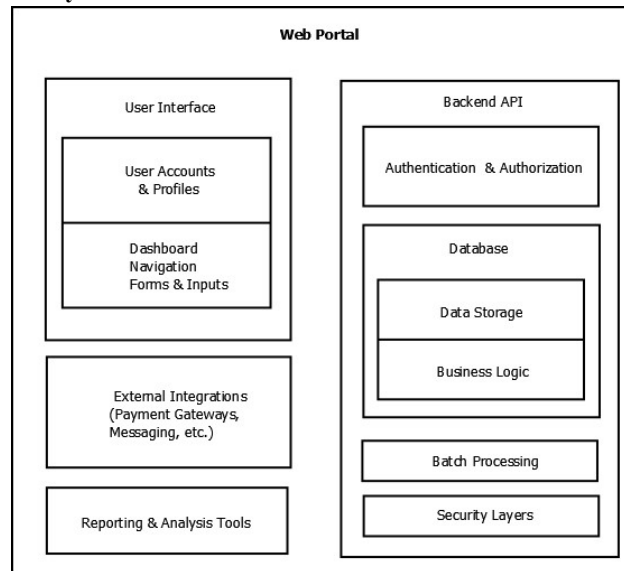 Web Portal
User Interface
User Accounts
& Profiles
Dashboard
Navigation
Forms & Inputs
External Integrations
(Payment Gateways,
Messaging, etc.)
Reporting & Analysis Tools
Backend API
Authentication & Authorization
Database
Data Storage
Business Logic
Batch Processing
Security Layers